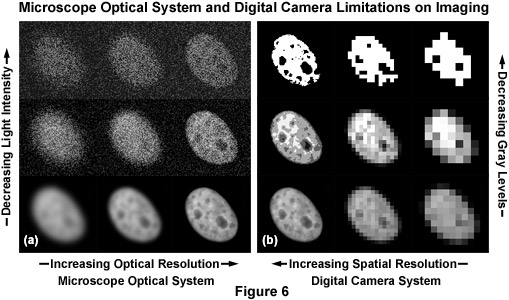 Microscope Optical System and Digital Camera Limitations on Imaging
Decreasing Light Intensity
(a)
(b)
Decreasing Gray Levels
Increasing Optical Resolution
Microscope Optical System
Increasing Spatial Resolution
Digital Camera System
Figure 6